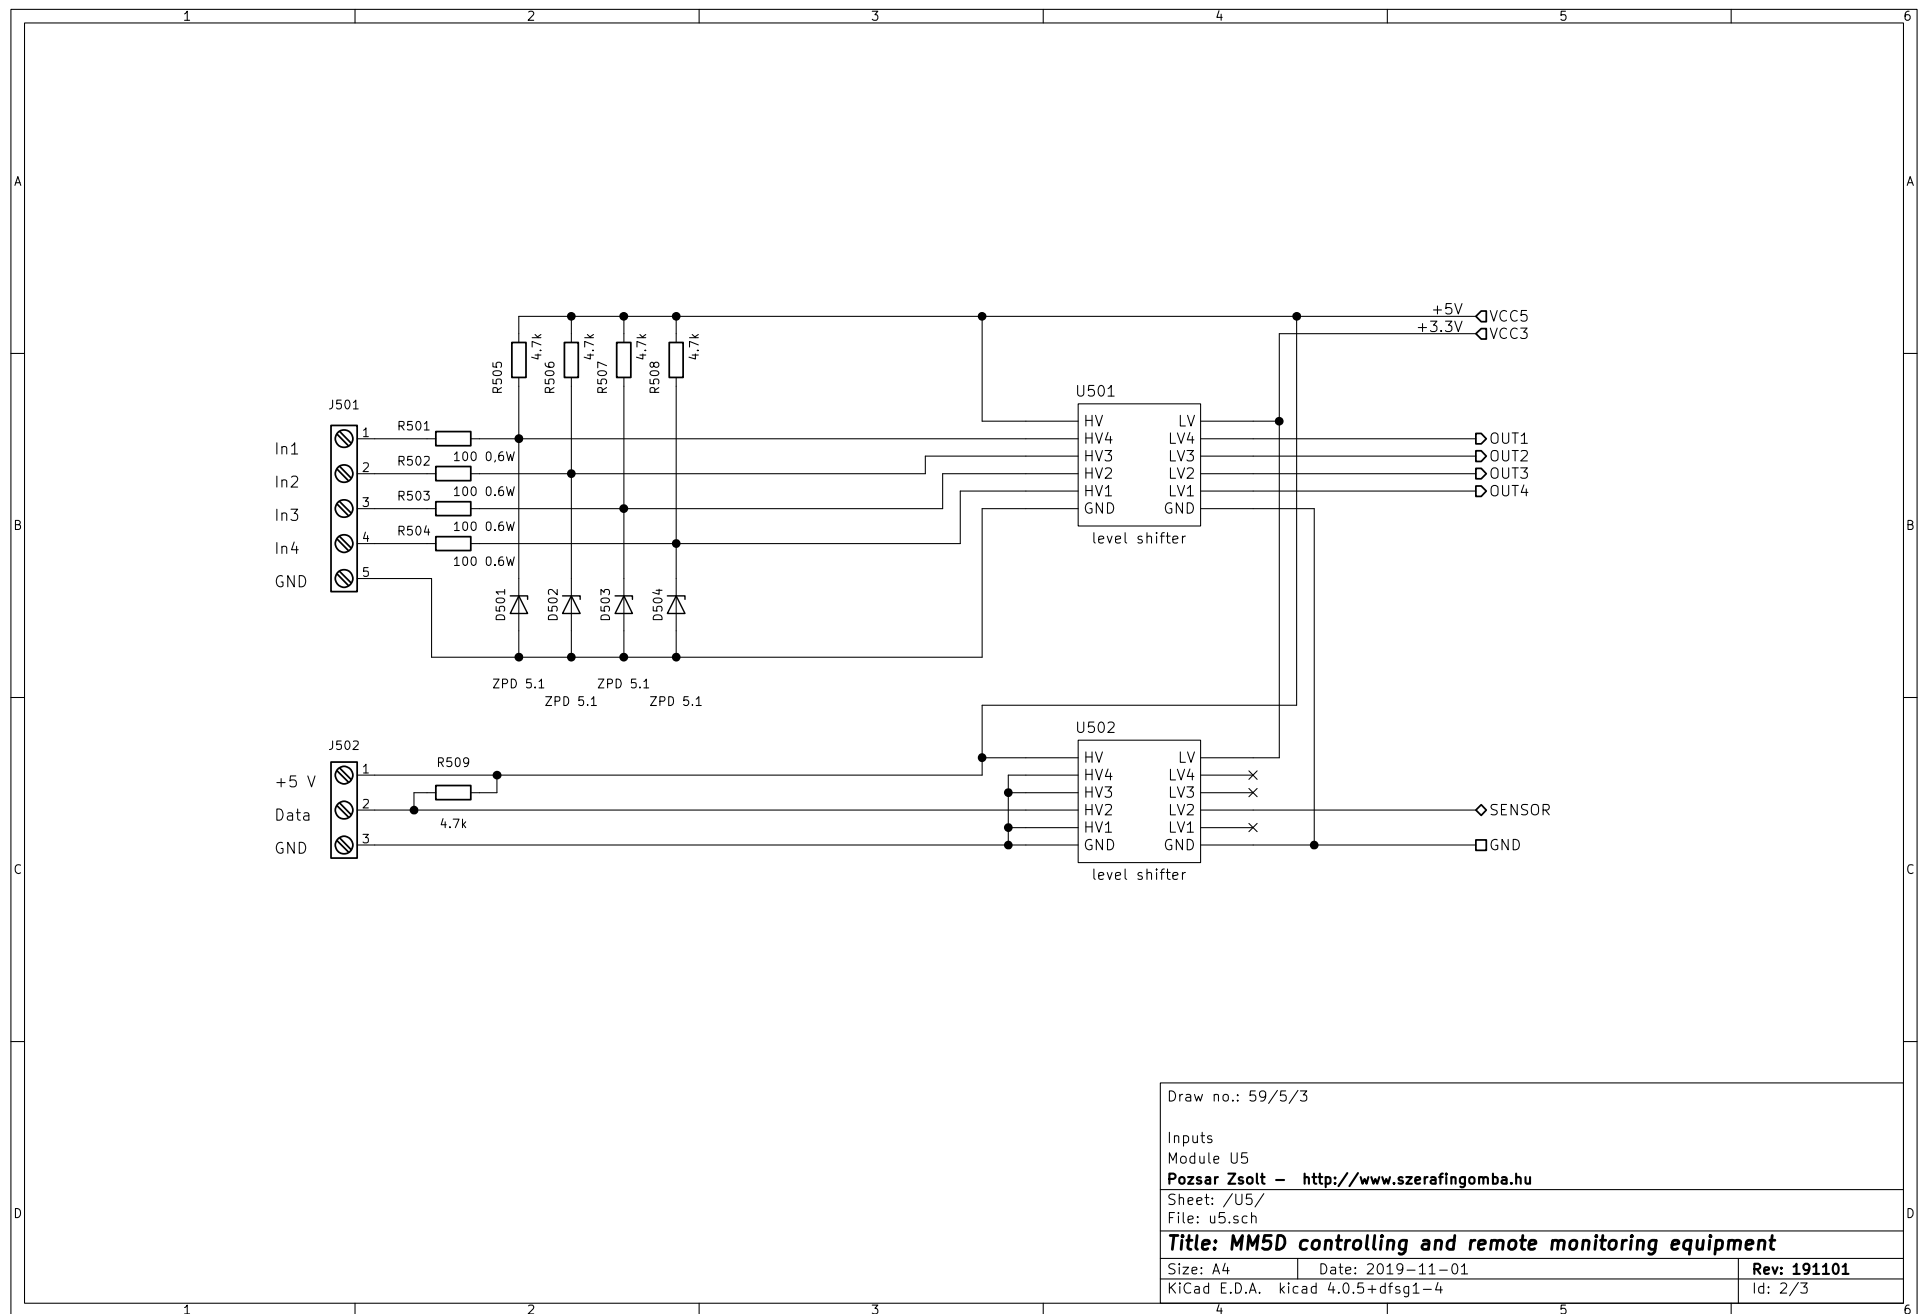 1 2 3 4 5 6
A A
+5V VCC5
+3.3V VCC3
R505 4.7k R506 4.7k R507 4.7k R508 4.7k
U501
J501
HV LV
In1 1 R501 HV4 LV4 OUT1
100 0,6W HV3 LV3 OUT2
In2 2 R502 HV2 LV2 OUT3
100 0.6W HV1 LV1 OUT4
In3 3 R503 GND GND
100 0.6W
B B
In4 4 R504 level shifter
100 0.6W
GND 5
D501 D502 D503 D504
ZPD 5.1 ZPD 5.1
ZPD 5.1 ZPD 5.1
U502
J502
HV LV
R509
+5 V 1 HV4 LV4
HV3 LV3
Data 2 HV2 LV2 SENSOR
4.7k HV1 LV1
GND 3 GND GND GND
C C
level shifter
Draw no.: 59/5/3
Inputs
Module U5
Pozsar Zsolt – http://www.szerafingomba.hu
Sheet: /U5/
D D
File: u5.sch
Title: MM5D controlling and remote monitoring equipment
Size: A4 Date: 2019-11-01 Rev: 191101
KiCad E.D.A. kicad 4.0.5+dfsg1-4 Id: 2/3
1 2 3 4 5 6